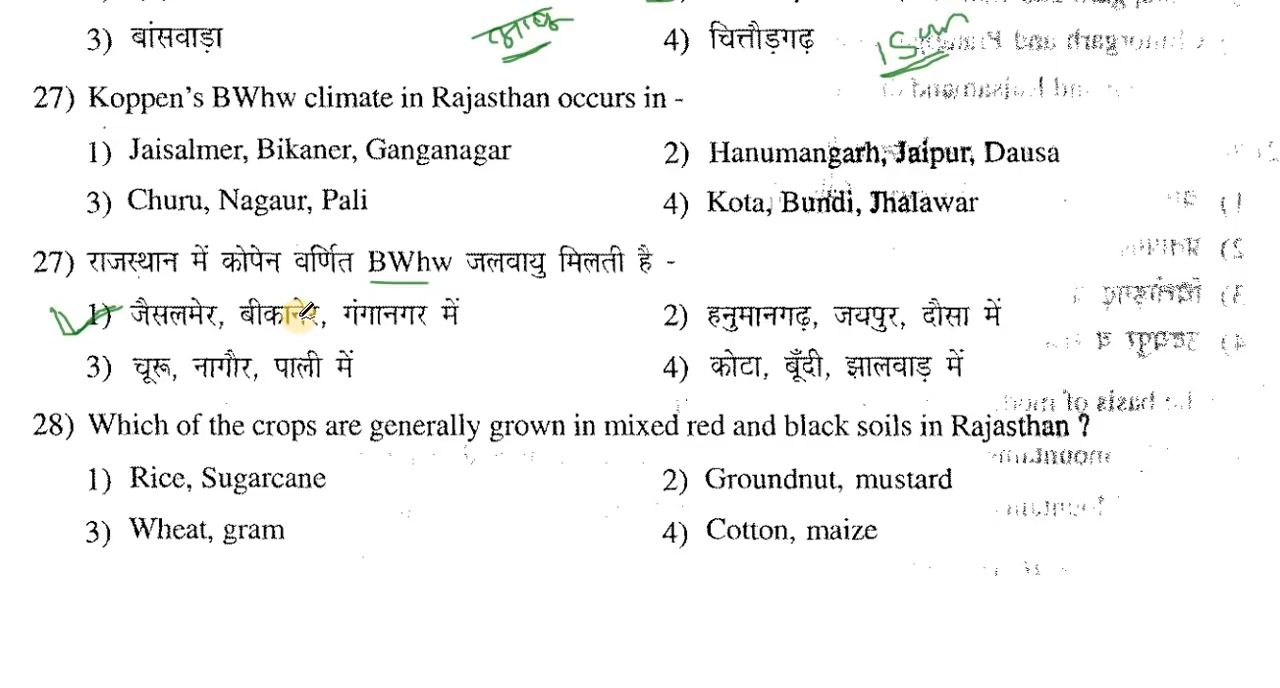 3) बांसवाड़ा 4) चित्तौड़गढ़
27) Koppen's BWhw climate in Rajasthan occurs in -
1) Jaisalmer, Bikaner, Ganganagar 2) Hanumangarh, Jaipur, Dausa
3) Churu, Nagaur, Pali 4) Kota, Bundi, Jhalawar
27) राजस्थान में कोपेन वर्णित BWhw जलवायु मिलती है -
1) जैसलमेर, बीकानेर, गंगानगर में 2) हनुमानगढ़, जयपुर, दौसा में
3) चूरू, नागौर, पाली में 4) कोटा, बूँदी, झालवाड़ में
28) Which of the crops are generally grown in mixed red and black soils in Rajasthan ?
1) Rice, Sugarcane 2) Groundnut, mustard
3) Wheat, gram 4) Cotton, maize